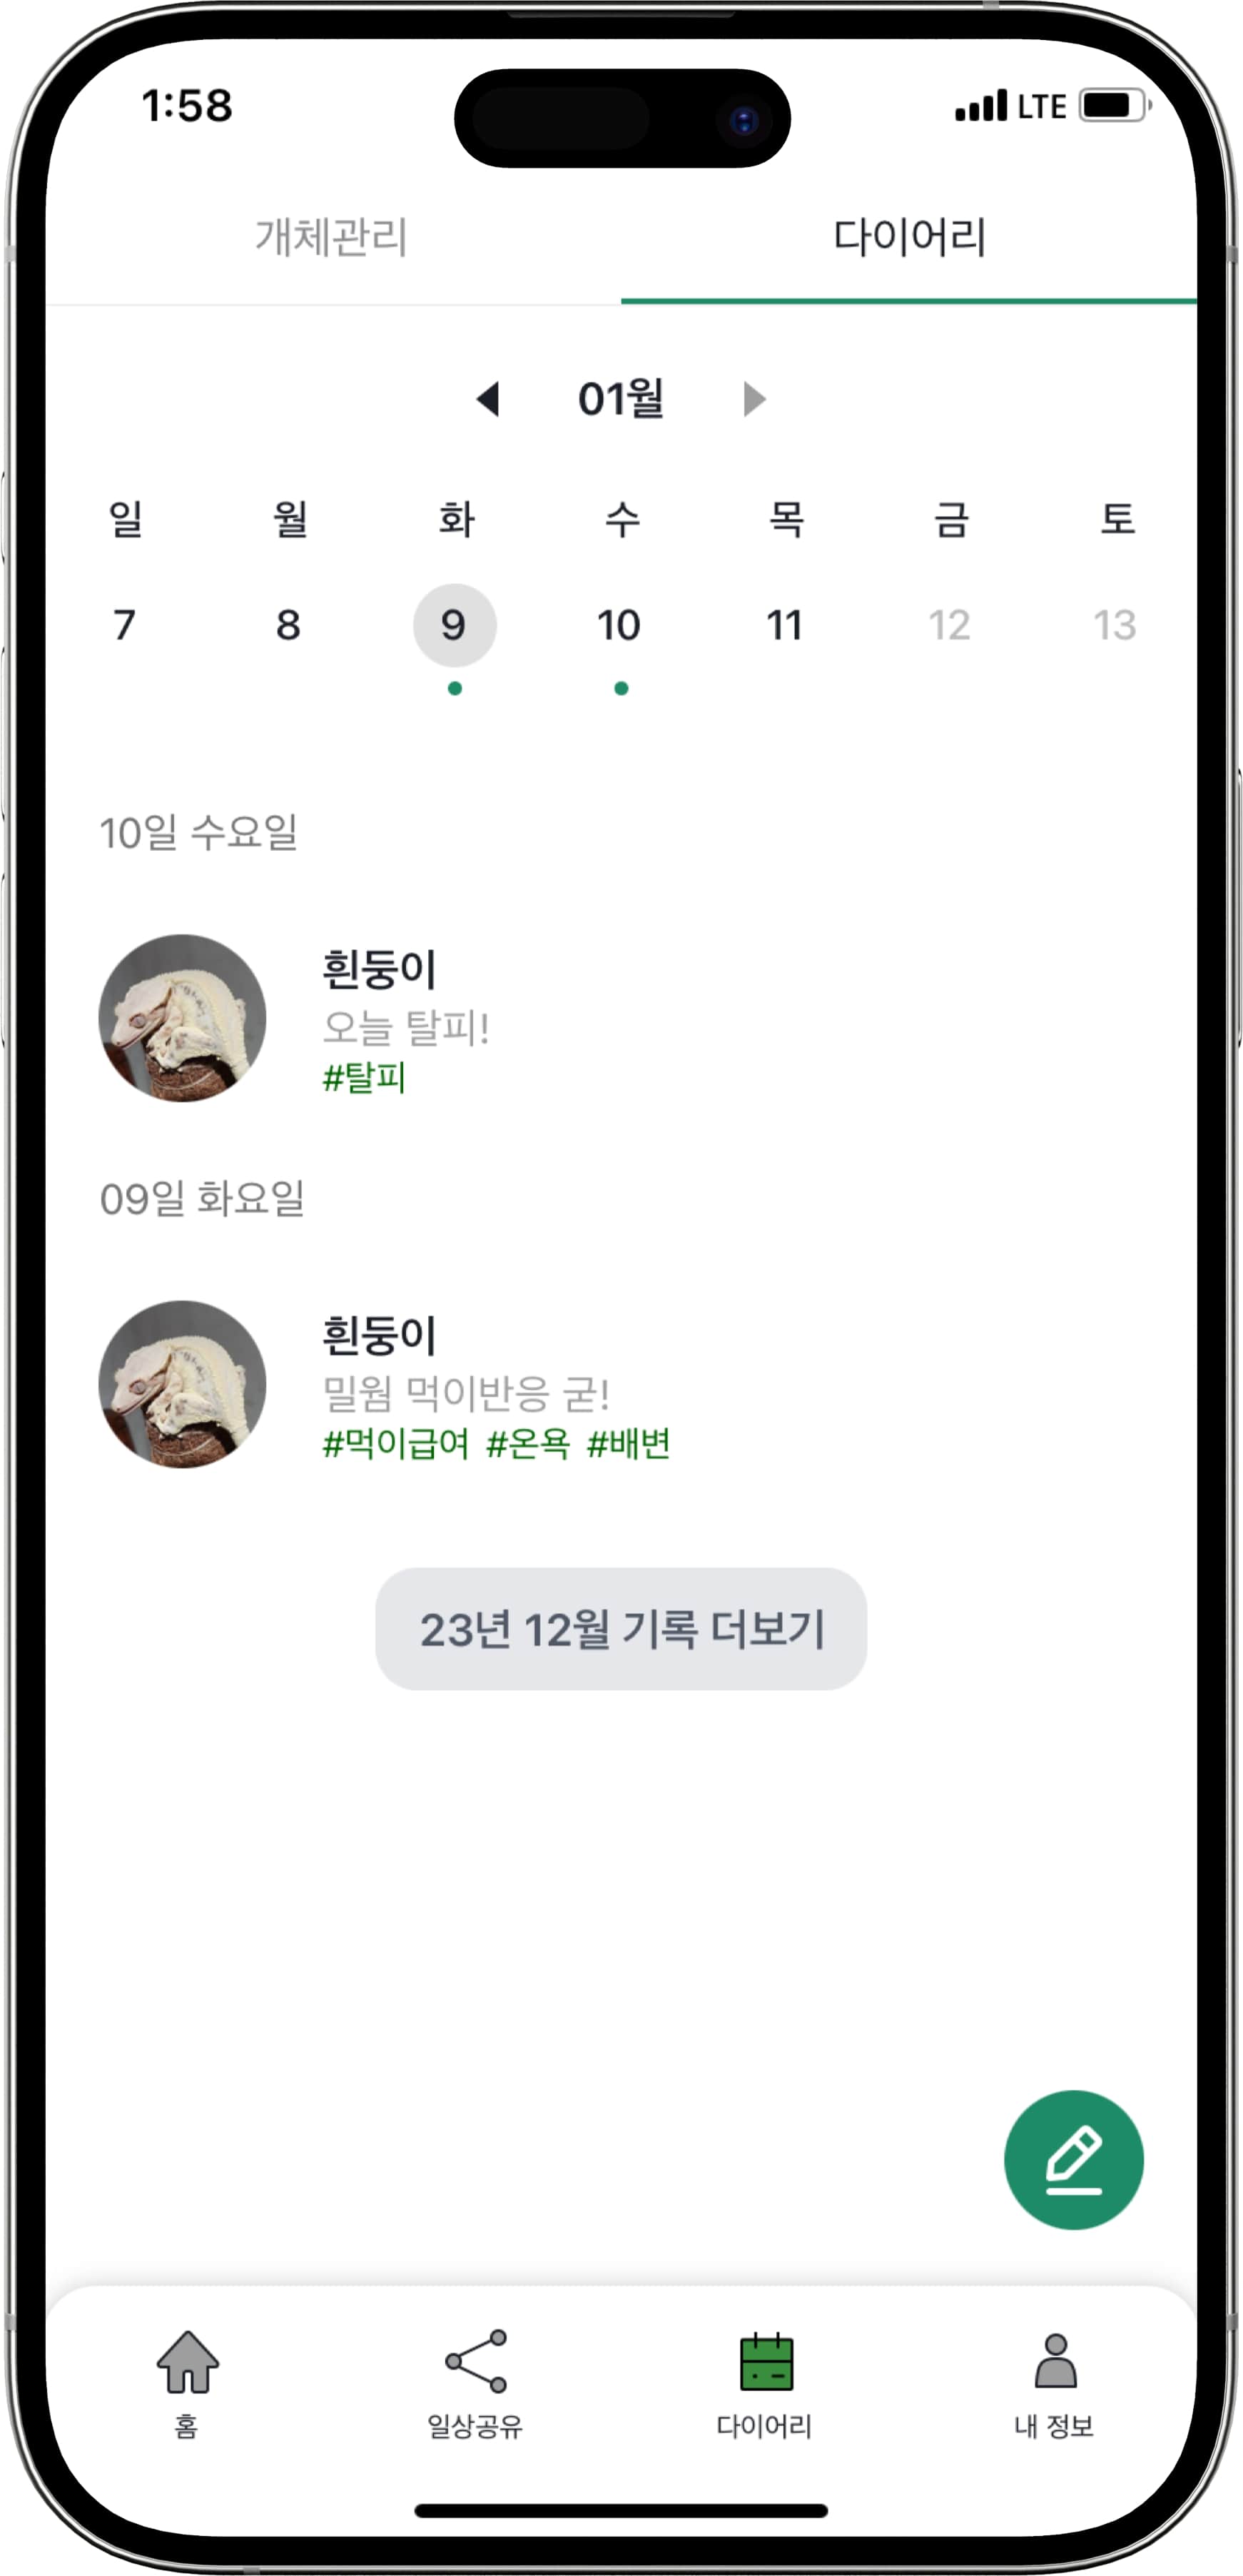 1:58 LTE
개체관리 다이어리
01월
일 월 화 수 목 금 토
7 8 9 10 11 12 13
10일 수요일
흰둥이
오늘 탈피!
#탈피
09일 화요일
흰둥이
밀웜 먹이반응 굳!
#먹이급여 #온욕 #배변
23년 12월 기록 더보기
홈 일상공유 다이어리 내 정보